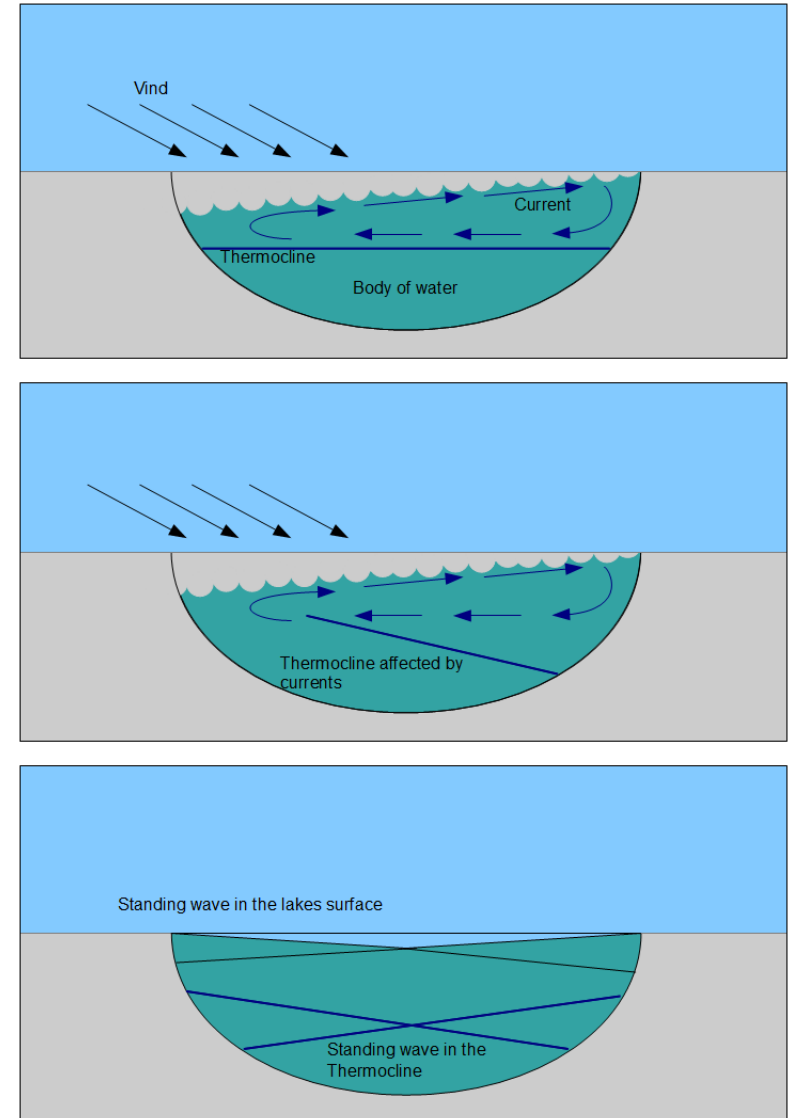 Vind
Current
Thermocline
Body of water
Thermocline affected by
currents
Standing wave in the lakes surface
Standing wave in the
Thermocline